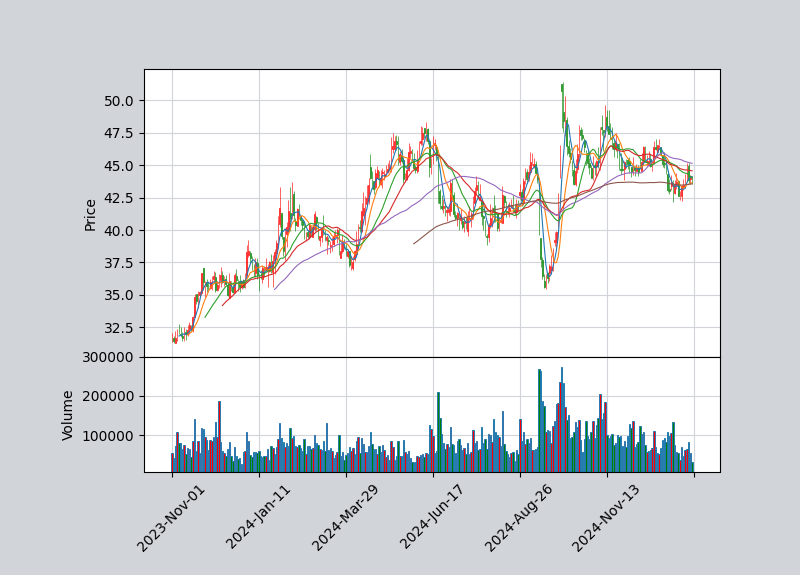 50.0
47.5
45.0
42.5
40.0
37.5
35.0
32.5
Price
300000
200000
100000
Volume
2023-Nov-01
2024-Jan-11
2024-Mar-29
2024-Jun-17
2024-Aug-26
2024-Nov-13